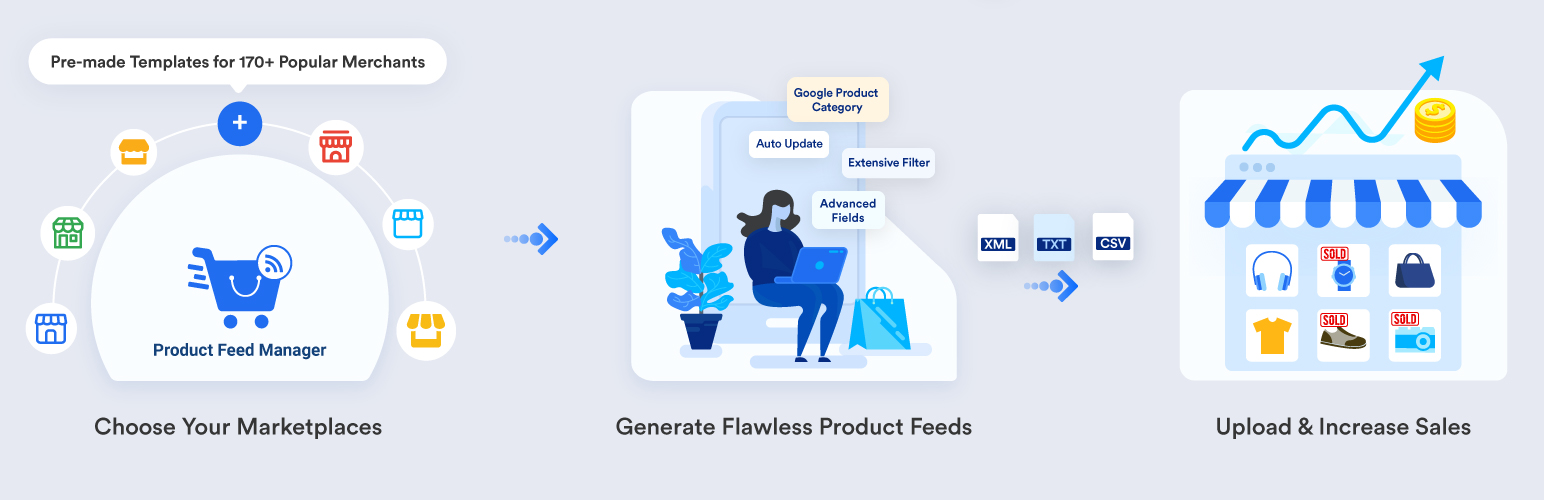 Pre-made Templates for 170+ Popular Merchants
+
Product Feed Manager
Choose Your Marketplaces
Google Product
Category
Auto Update
Extensive Filter
Advanced
Fields
Generate Flawless Product Feeds
XML
TXT
CSV
$
SOLD
SOLD
SOLD
Upload & Increase Sales